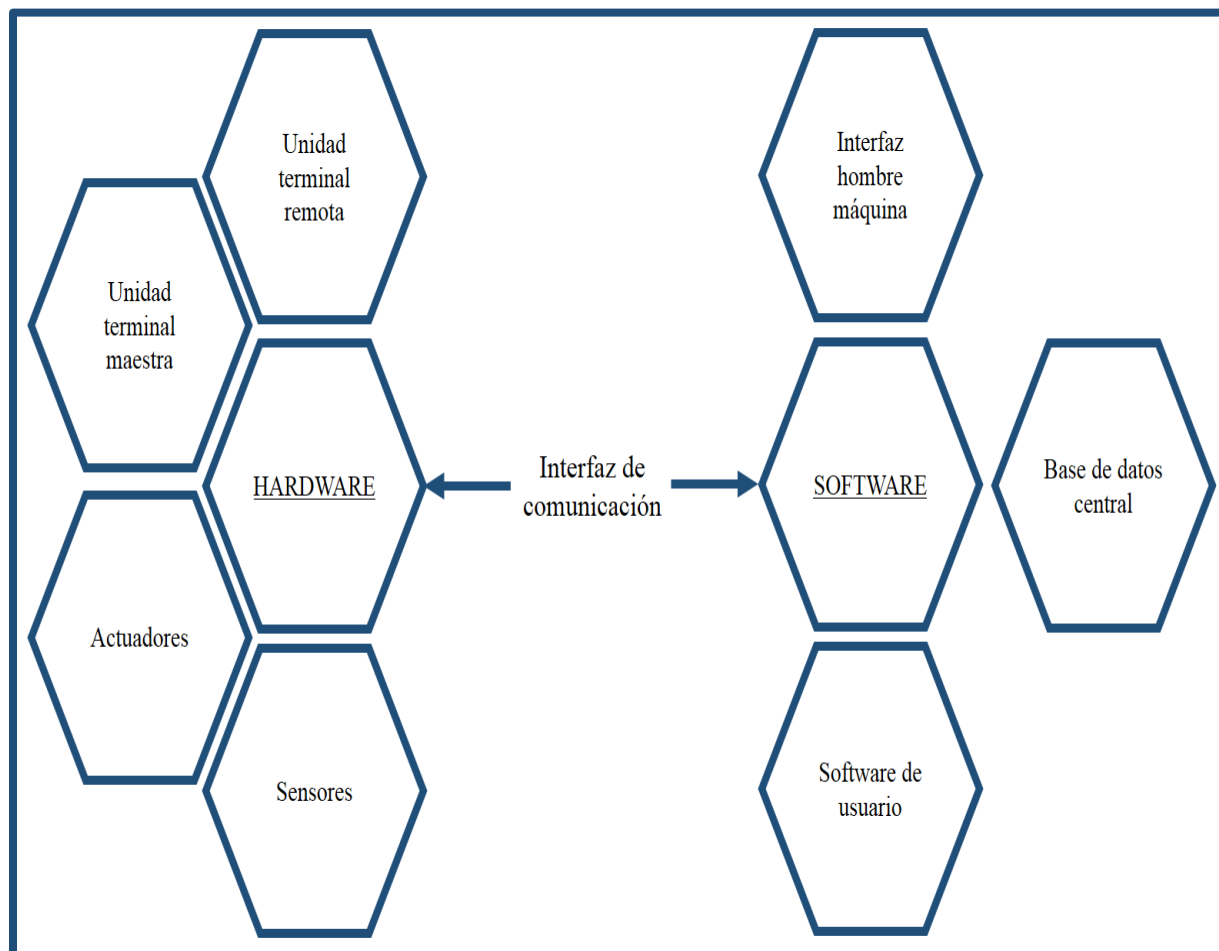 Unidad
terminal
remota
Interfaz
hombre
máquina
Unidad
terminal
maestra
HARDWARE
Interfaz de
comunicación
SOFTWARE
Base de datos
central
Actuadores
Sensores
Software de
usuario